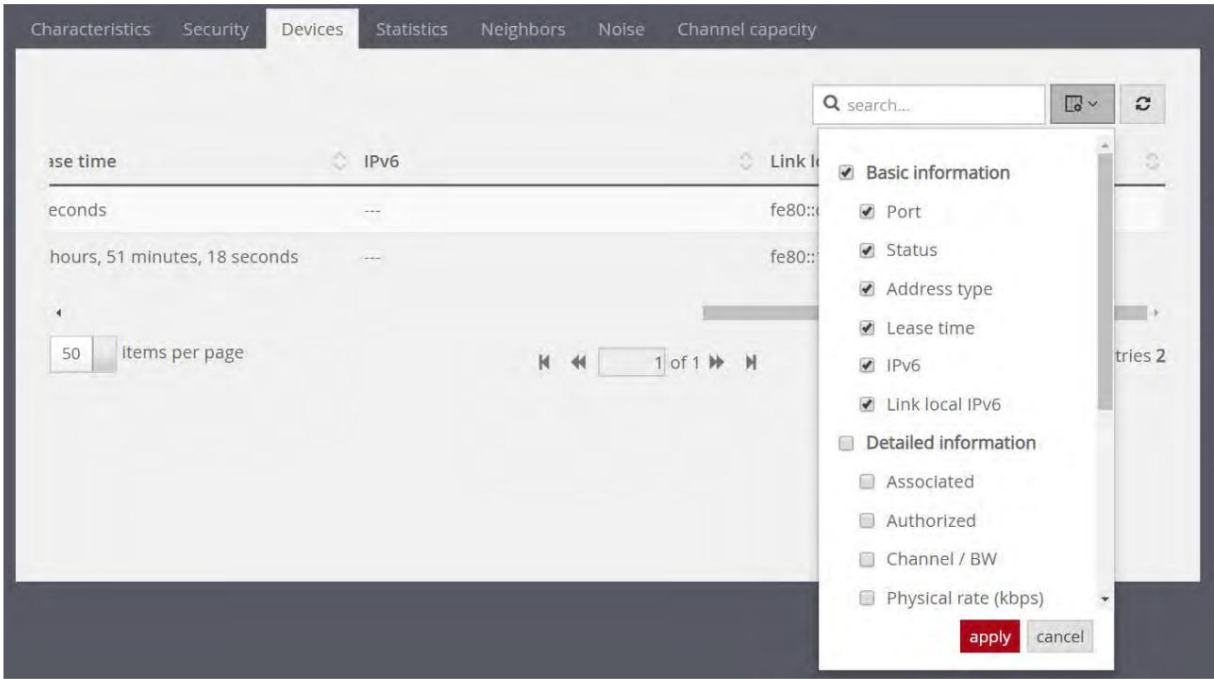 Characteristics Security Devices Statistics Neighbors Noise Channel capacity
search...
ase time IPv6 Link lo
Basic information
Port
econds --- fe80::
Status
hours, 51 minutes, 18 seconds --- fe80::
Address type
Lease time
50 items per page 1 of 1 tries 2
IPv6
Link local IPv6
Detailed information
Associated
Authorized
Channel / BW
Physical rate (kbps)
apply cancel